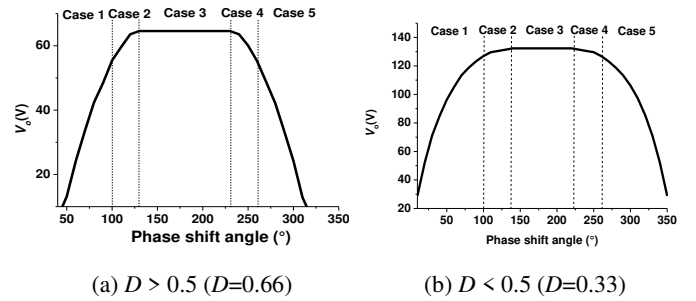 Case 1 Case 2 Case 3 Case 4 Case 5
60
40
20
Vo(V)
50 100 150 200 250 300 350
Phase shift angle (°)
(a) D > 0.5 (D=0.66)
Case 1 Case 2 Case 3 Case 4 Case 5
140
120
100
80
60
40
20
Vo(V)
50 100 150 200 250 300 350
Phase shift angle (°)
(b) D < 0.5 (D=0.33)